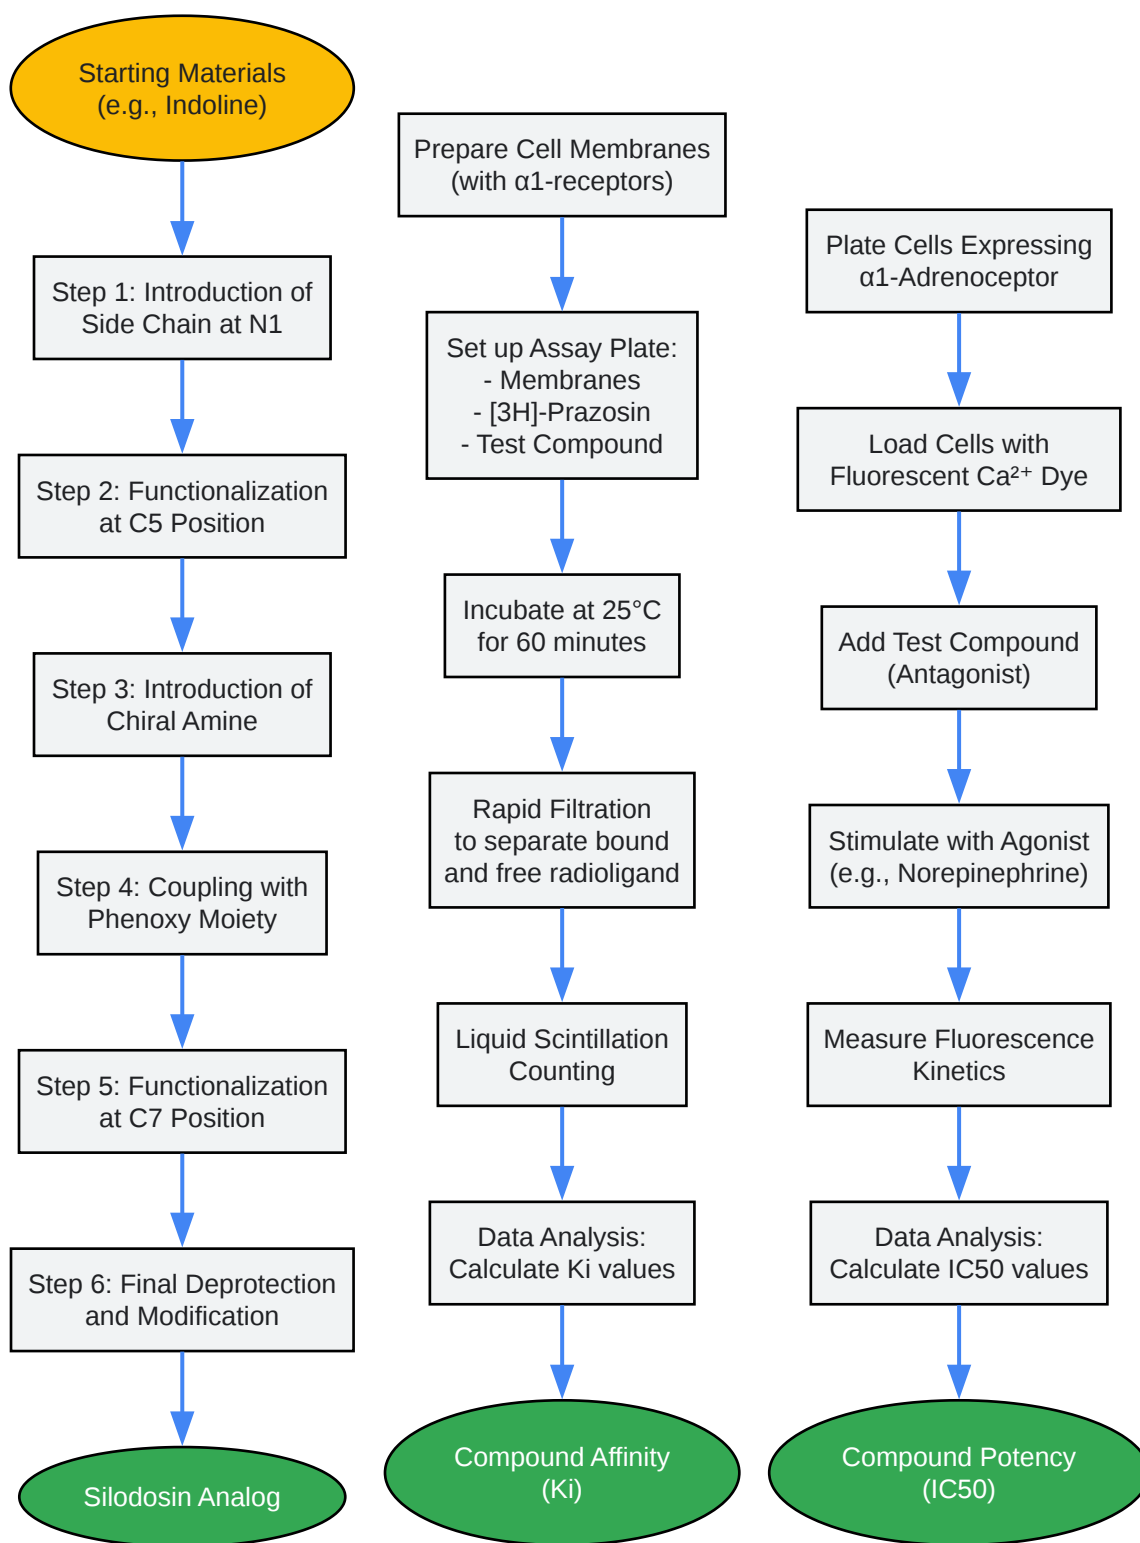 Starting Materials
(e.g., Indoline)
Step 1: Introduction of
Side Chain at N1
Step 2: Functionalization
at C5 Position
Step 3: Introduction of
Chiral Amine
Step 4: Coupling with
Phenoxy Moiety
Step 5: Functionalization
at C7 Position
Step 6: Final Deprotection
and Modification
Silodosin Analog
Prepare Cell Membranes
(with α1-receptors)
Set up Assay Plate:
- Membranes
- [3H]-Prazosin
- Test Compound
Incubate at 25°C
for 60 minutes
Rapid Filtration
to separate bound
and free radioligand
Liquid Scintillation
Counting
Data Analysis:
Calculate Ki values
Compound Affinity
(Ki)
Plate Cells Expressing
α1-Adrenoceptor
Load Cells with
Fluorescent Ca²⁺ Dye
Add Test Compound
(Antagonist)
Stimulate with Agonist
(e.g., Norepinephrine)
Measure Fluorescence
Kinetics
Data Analysis:
Calculate IC50 values
Compound Potency
(IC50)